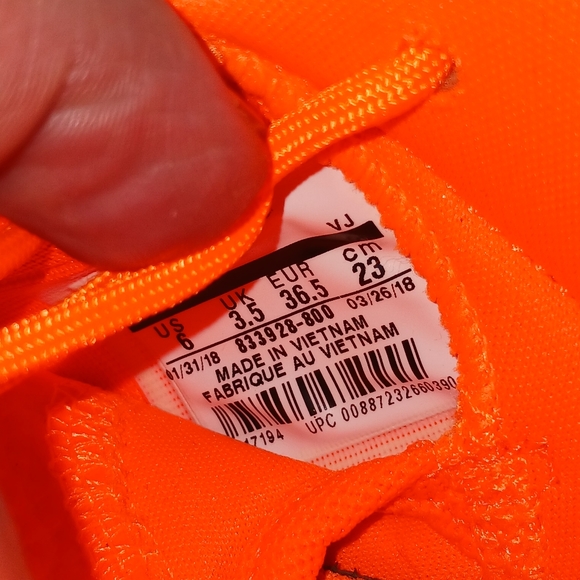 VJ
US UK EUR cm
6 3.5 36.5 23
01/31/18 833928-800 03/26/18
MADE IN VIETNAM
FABRIQUE AU VIETNAM
UPC 00887232660390